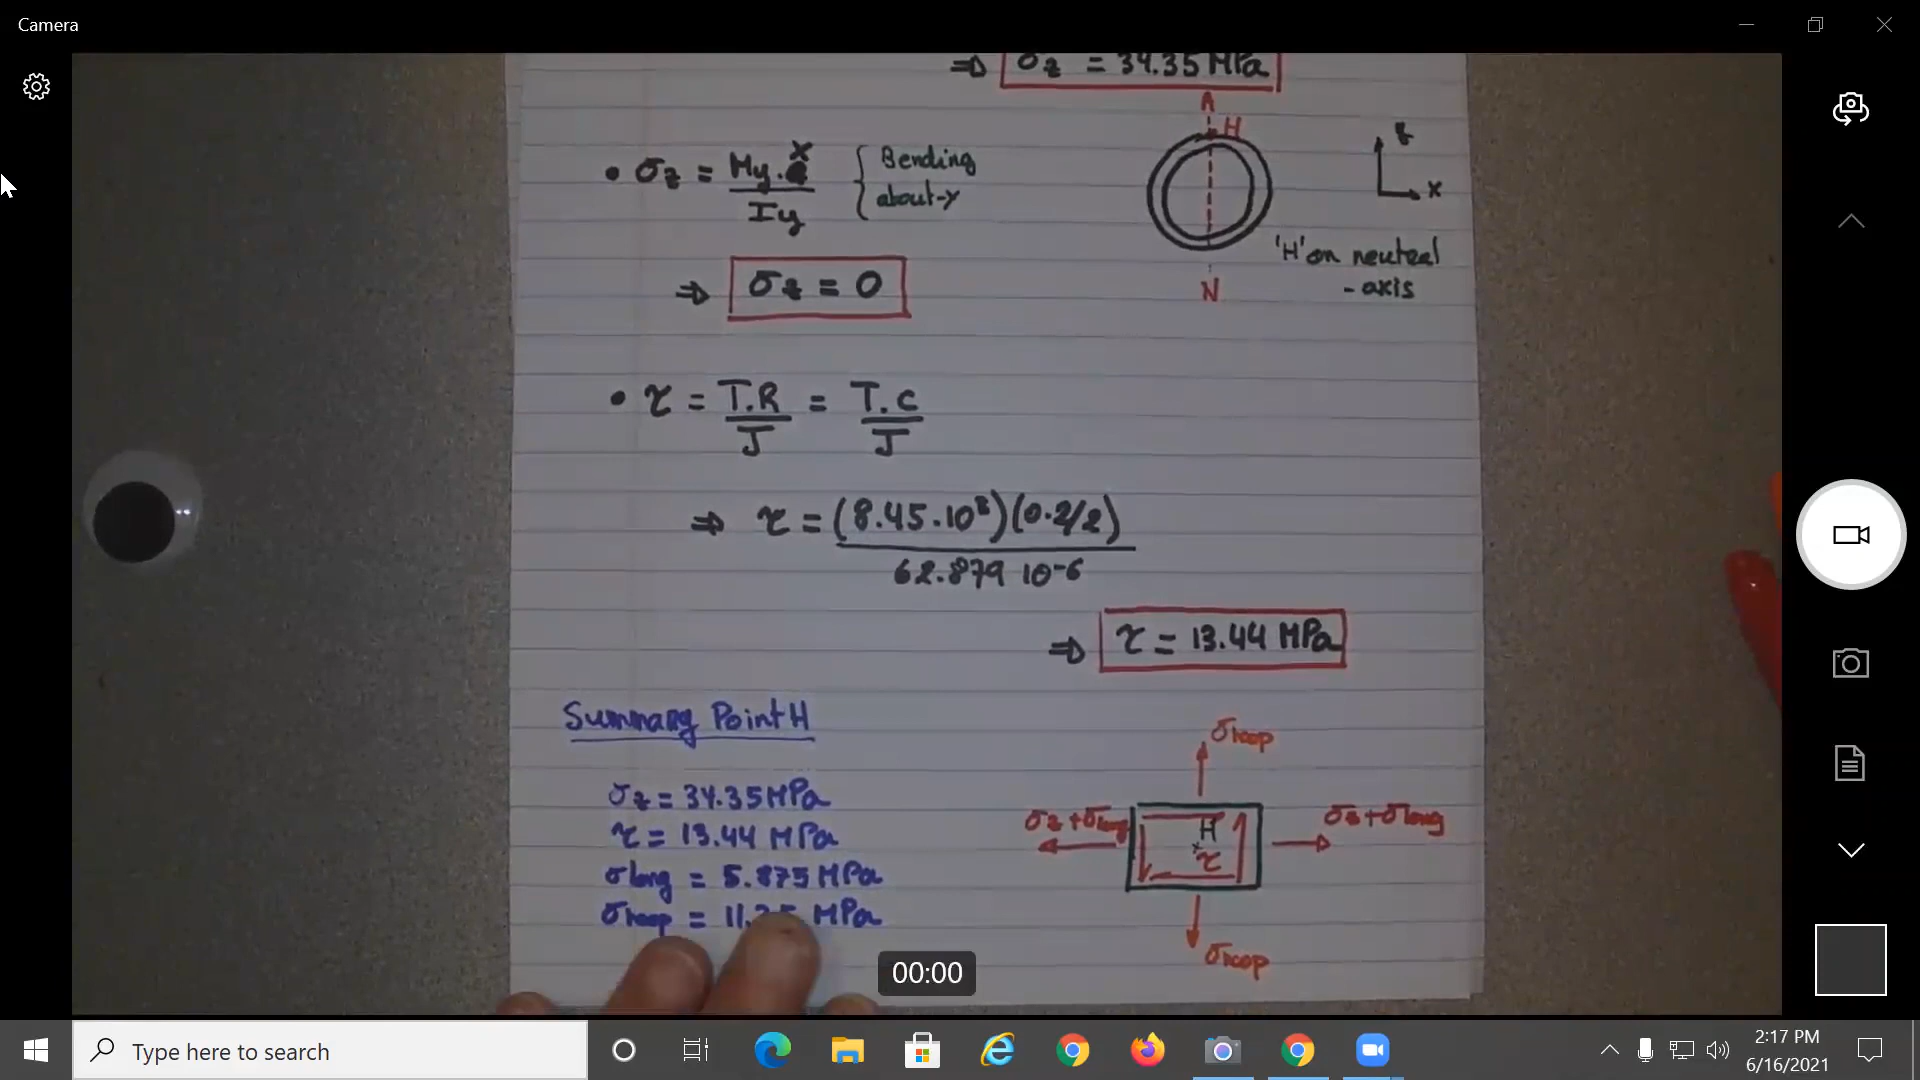 Camera
⇒ σz = 34.35 MPa
A
H
z
• σz = My.x / Iy { Bending
about-y
x
'H' on neutral
- axis
⇒ σz = 0
N
• τ = T.R / J = T.c / J
⇒ τ = (8.45.10³)(0.2/2) / 62.879 10⁻⁶
⇒ τ = 13.44 MPa
Summary Point H
σhoop
σz = 34.35 MPa
σz + σlong
H
σz + σlong
τ = 13.44 MPa
τ
σlong = 5.875 MPa
σhoop = MPa
σhoop
00:00
Type here to search
2:17 PM
6/16/2021